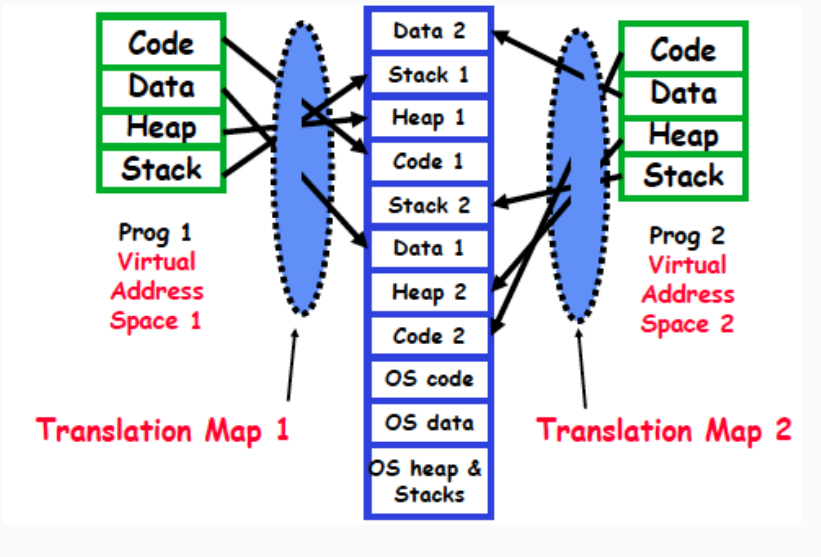 Code
Data
Heap
Stack
Prog 1
Virtual
Address
Space 1
Translation Map 1
Data 2
Stack 1
Heap 1
Code 1
Stack 2
Data 1
Heap 2
Code 2
OS code
OS data
OS heap &
Stacks
Code
Data
Heap
Stack
Prog 2
Virtual
Address
Space 2
Translation Map 2